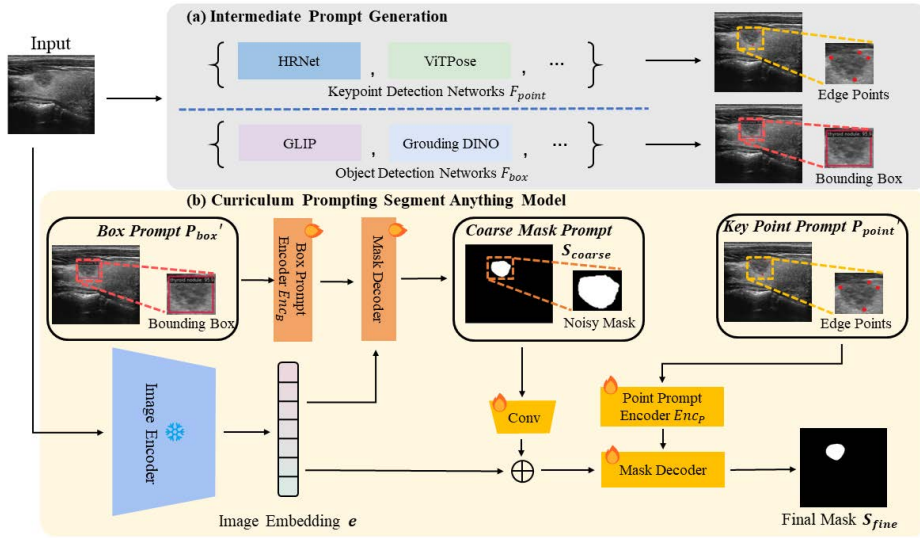 (a) Intermediate Prompt Generation
Input
HRNet , ViTPose , ...
Keypoint Detection Networks F_point
Edge Points
GLIP , Grouding DINO , ...
Object Detection Networks F_box
Bounding Box
(b) Curriculum Prompting Segment Anything Model
Box Prompt P_box'
Bounding Box
Box Prompt
Encoder Enc_B
Mask Decoder
Coarse Mask Prompt
S_coarse
Noisy Mask
Key Point Prompt P_point'
Edge Points
Image Encoder
Conv
Point Prompt
Encoder Enc_P
Mask Decoder
Image Embedding e
Final Mask S_fine